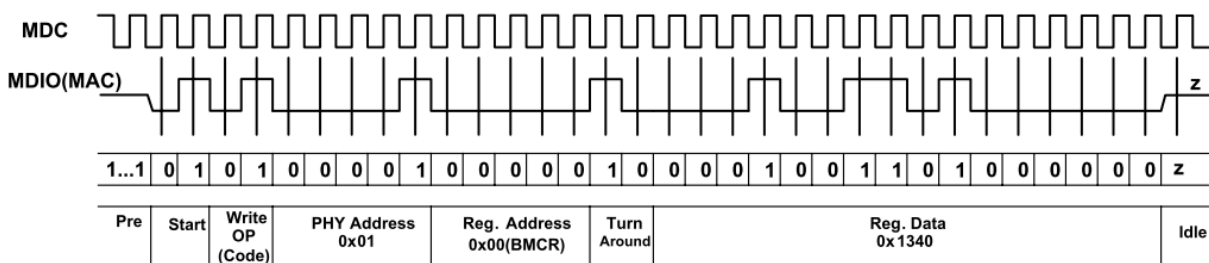 MDC
MDIO(MAC)
z
1...1 0 1 0 1 0 0 0 0 1 0 0 0 0 0 1 0 0 0 0 1 0 0 1 1 0 1 0 0 0 0 0 0 z
Pre Start Write OP (Code) PHY Address 0x01 Reg. Address 0x00(BMCR) Turn Around Reg. Data 0x1340 Idle